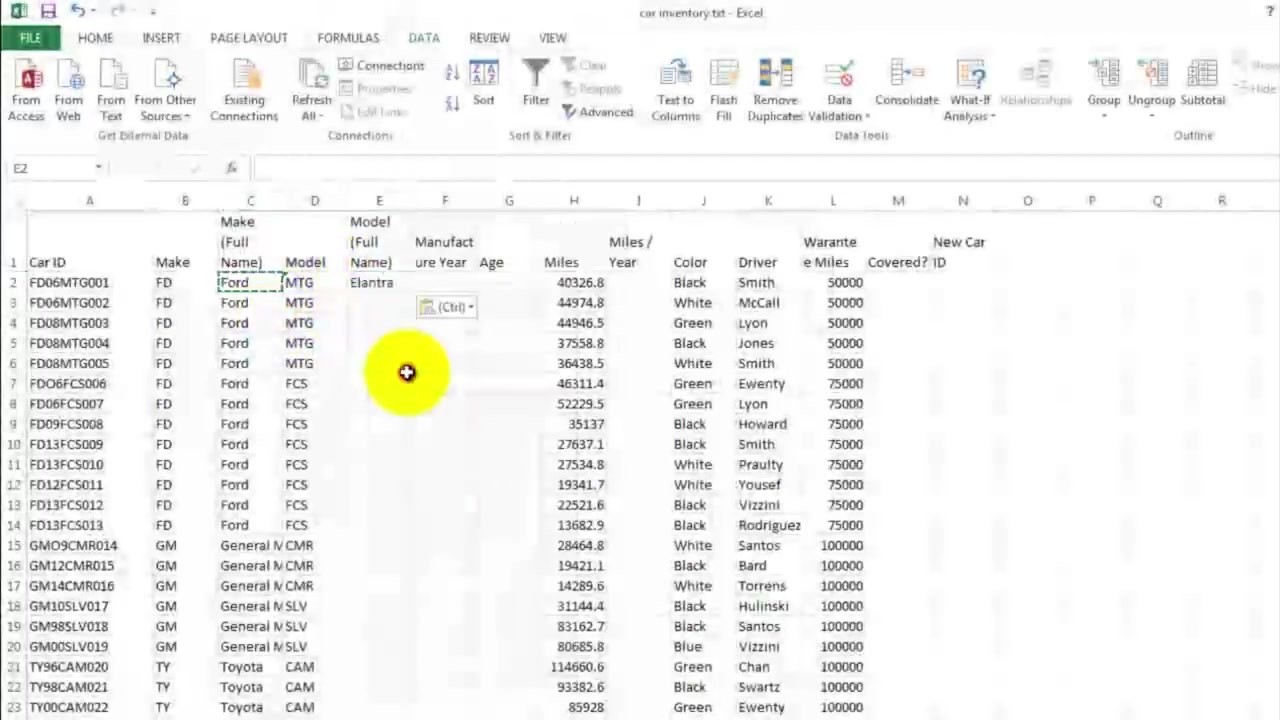 car inventory.txt - Excel
?
FILE HOME INSERT PAGE LAYOUT FORMULAS DATA REVIEW VIEW
From Access
From Web
From Text
From Other Sources
Existing Connections
Get External Data
Refresh All
Connections
Properties
Edit Links
Connections
Sort
Filter
Clear
Reapply
Advanced
Sort & Filter
Text to Columns
Flash Fill
Remove Duplicates
Data Validation
Consolidate
What-If Analysis
Relationships
Data Tools
Group
Ungroup
Subtotal
Show
Hide
Outline
E2 fx
A B C D E F G H I J K L M N O P Q R
1 Car ID Make Make (Full Name) Model Model (Full Name) Manufacture Year Age Miles Miles / Year Color Driver Warantee Miles Covered? New Car ID
2 FD06MTG001 FD Ford MTG Elantra 40326.8 Black Smith 50000
(Ctrl)
3 FD06MTG002 FD Ford MTG 44974.8 White McCall 50000
4 FD08MTG003 FD Ford MTG 44946.5 Green Lyon 50000
5 FD08MTG004 FD Ford MTG 37558.8 Black Jones 50000
6 FD08MTG005 FD Ford MTG 36438.5 White Smith 50000
7 FDO6FCS006 FD Ford FCS 46311.4 Green Ewenty 75000
8 FD06FCS007 FD Ford FCS 52229.5 Green Lyon 75000
9 FD09FCS008 FD Ford FCS 35137 Black Howard 75000
10 FD13FCS009 FD Ford FCS 27637.1 Black Smith 75000
11 FD13FCS010 FD Ford FCS 27534.8 White Praulty 75000
12 FD12FCS011 FD Ford FCS 19341.7 White Yousef 75000
13 FD13FCS012 FD Ford FCS 22521.6 Black Vizzini 75000
14 FD13FCS013 FD Ford FCS 13682.9 Black Rodriguez 75000
15 GMO9CMR014 GM General M CMR 28464.8 White Santos 100000
16 GM12CMR015 GM General M CMR 19421.1 Black Bard 100000
17 GM14CMR016 GM General M CMR 14289.6 White Torrens 100000
18 GM10SLV017 GM General M SLV 31144.4 Black Hulinski 100000
19 GM98SLV018 GM General M SLV 83162.7 Black Santos 100000
20 GM00SLV019 GM General M SLV 80685.8 Blue Vizzini 100000
21 TY96CAM020 TY Toyota CAM 114660.6 Green Chan 100000
22 TY98CAM021 TY Toyota CAM 93382.6 Black Swartz 100000
23 TY00CAM022 TY Toyota CAM 85928 Green Ewenty 100000